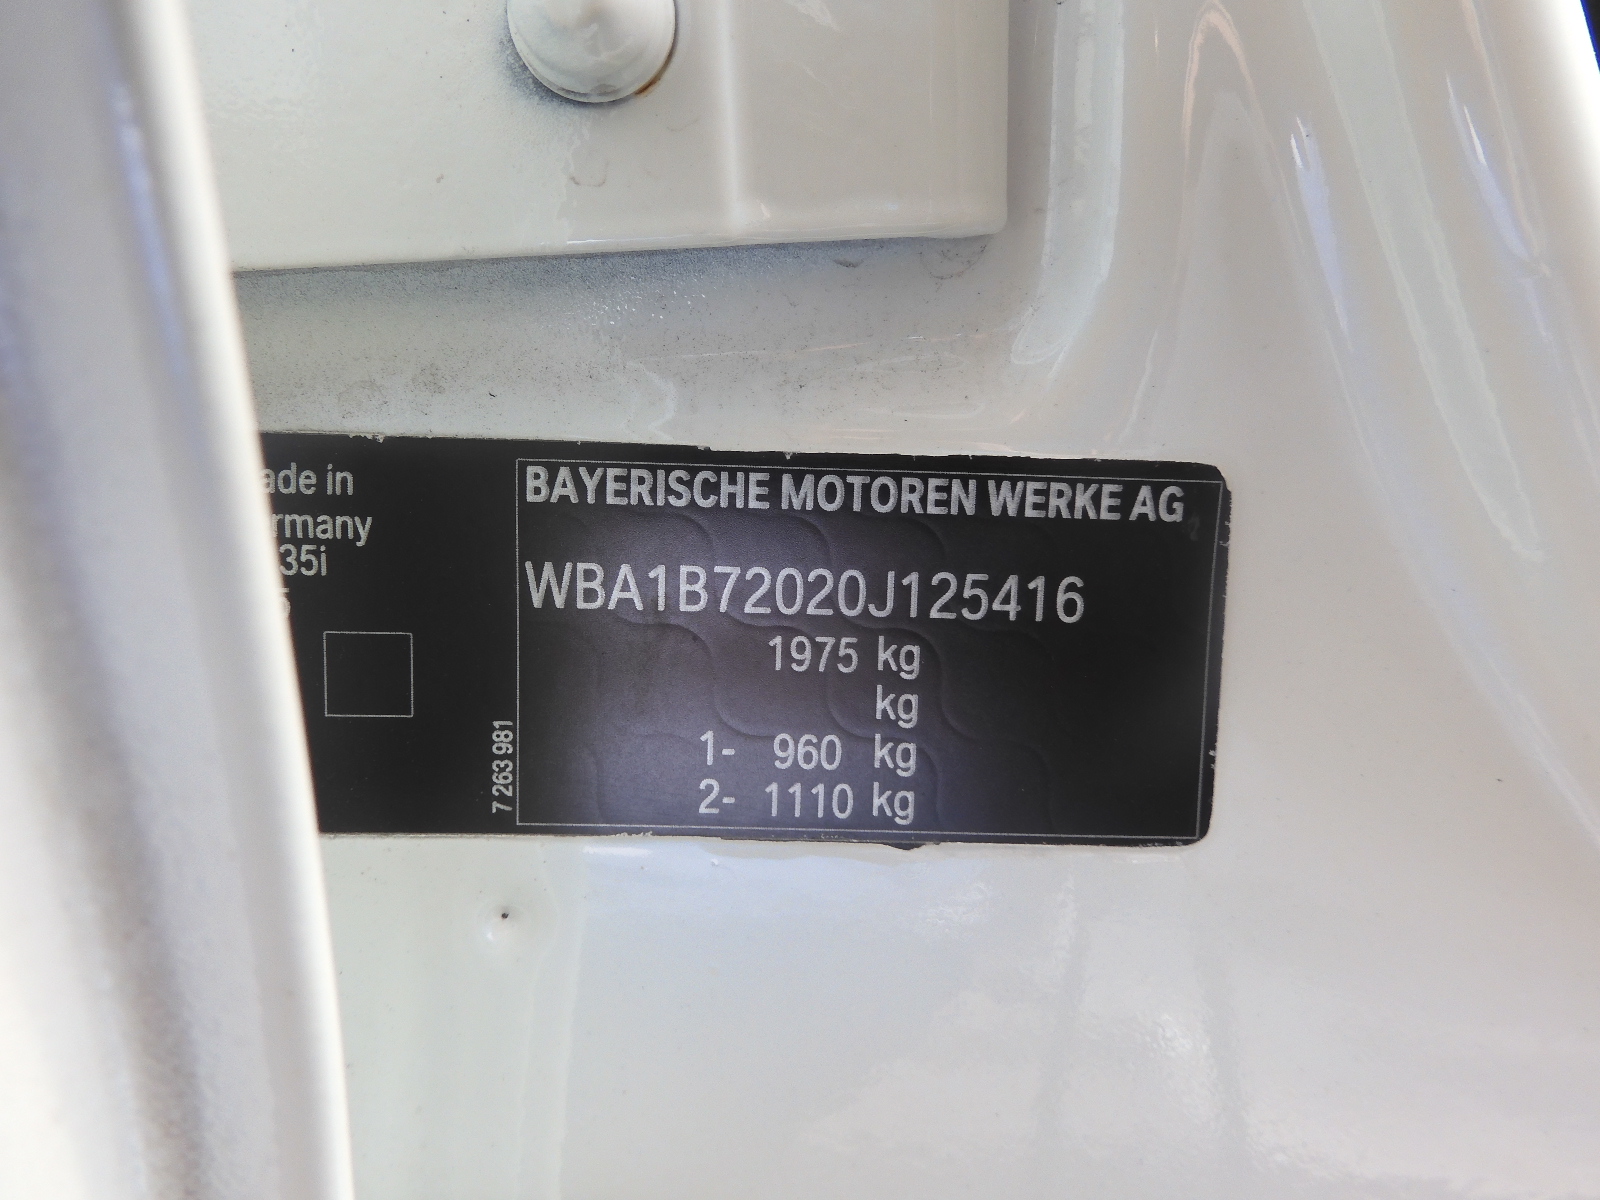 ade in
rmany
35i
5
7 263 981
BAYERISCHE MOTOREN WERKE AG
WBA1B72020J125416
1975 kg
kg
1- 960 kg
2- 1110 kg